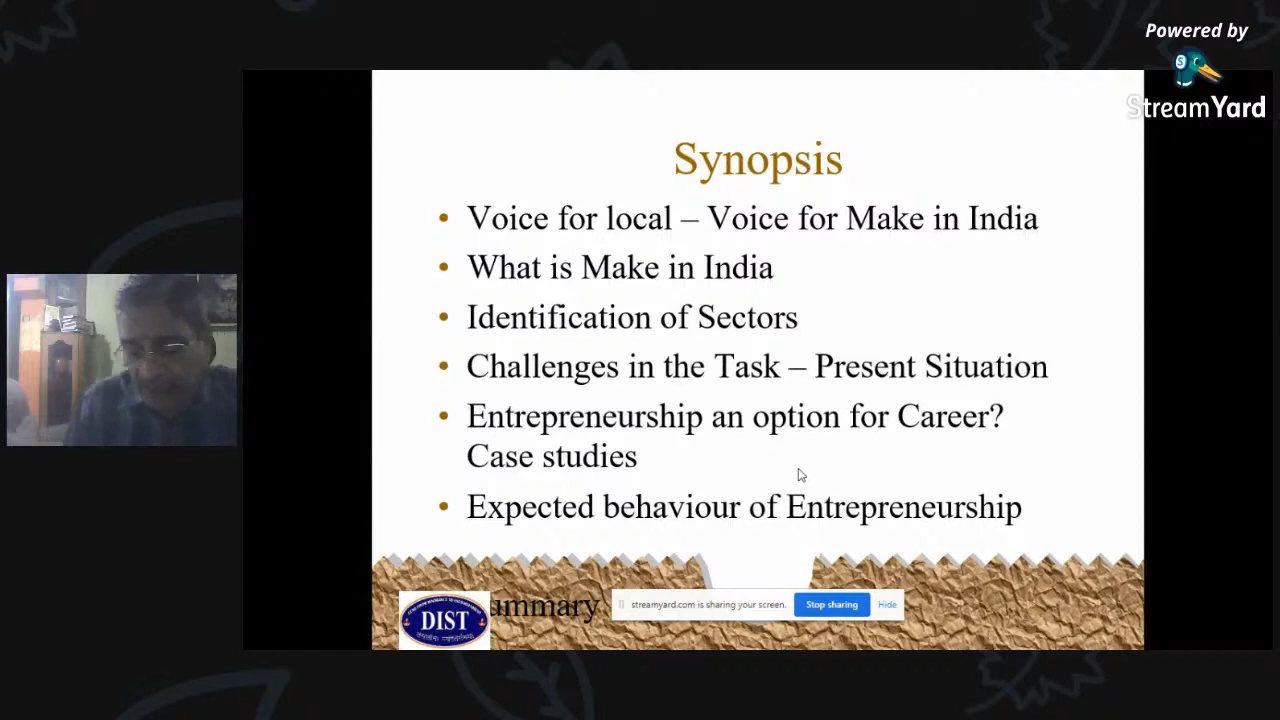 Powered by
StreamYard
Synopsis
• Voice for local – Voice for Make in India
• What is Make in India
• Identification of Sectors
• Challenges in the Task – Present Situation
• Entrepreneurship an option for Career?
Case studies
• Expected behaviour of Entrepreneurship
ummary
DIST
streamyard.com is sharing your screen.
Stop sharing
Hide